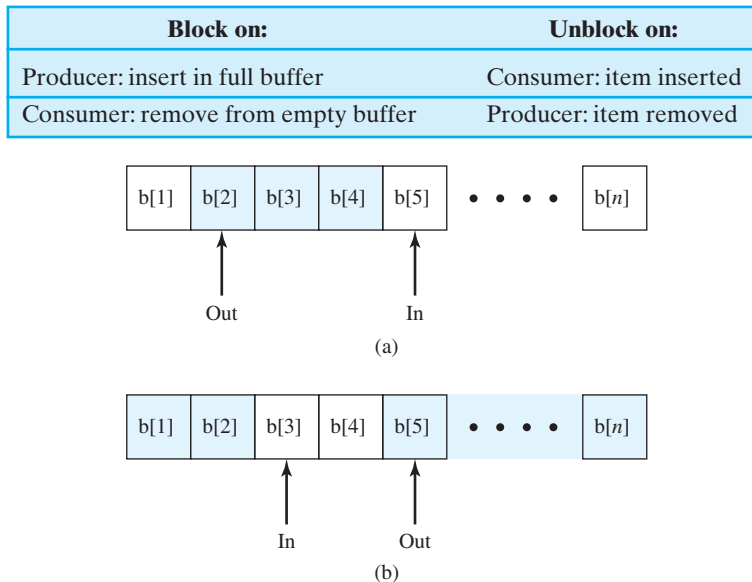 Block on: Unblock on:
Producer: insert in full buffer Consumer: item inserted
Consumer: remove from empty buffer Producer: item removed
b[1] b[2] b[3] b[4] b[5] • • • • b[n]
Out In
(a)
b[1] b[2] b[3] b[4] b[5] • • • • b[n]
In Out
(b)